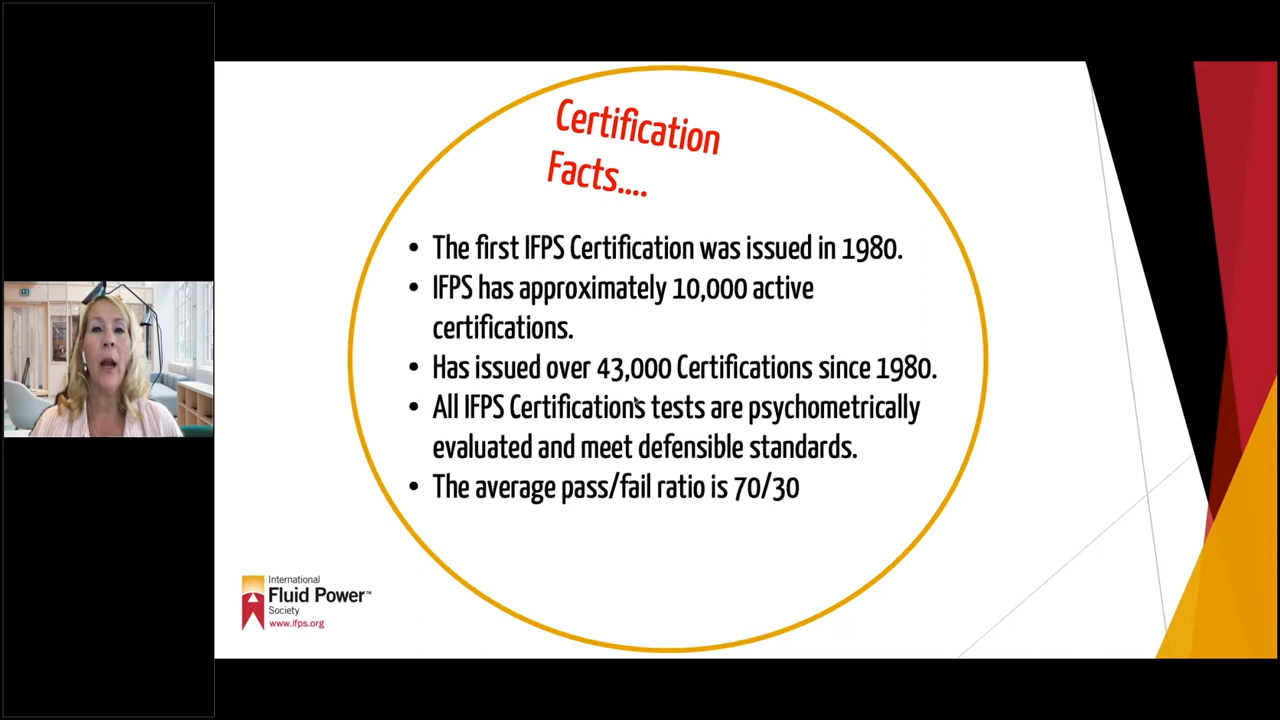 Certification
Facts....
• The first IFPS Certification was issued in 1980.
• IFPS has approximately 10,000 active
certifications.
• Has issued over 43,000 Certifications since 1980.
• All IFPS Certifications tests are psychometrically
evaluated and meet defensible standards.
• The average pass/fail ratio is 70/30
International
Fluid Power™
Society
www.ifps.org